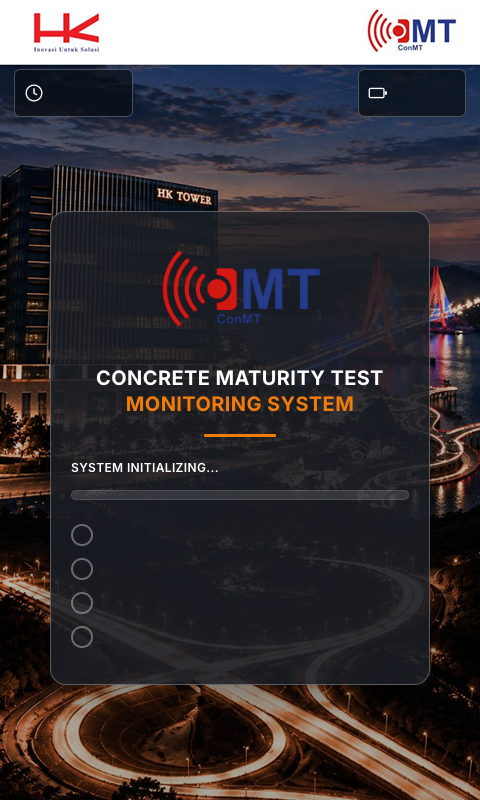 HK
Inovasi Untuk Solusi
MT
ConMT
HK TOWER
MT
ConMT
CONCRETE MATURITY TEST
MONITORING SYSTEM
SYSTEM INITIALIZING...